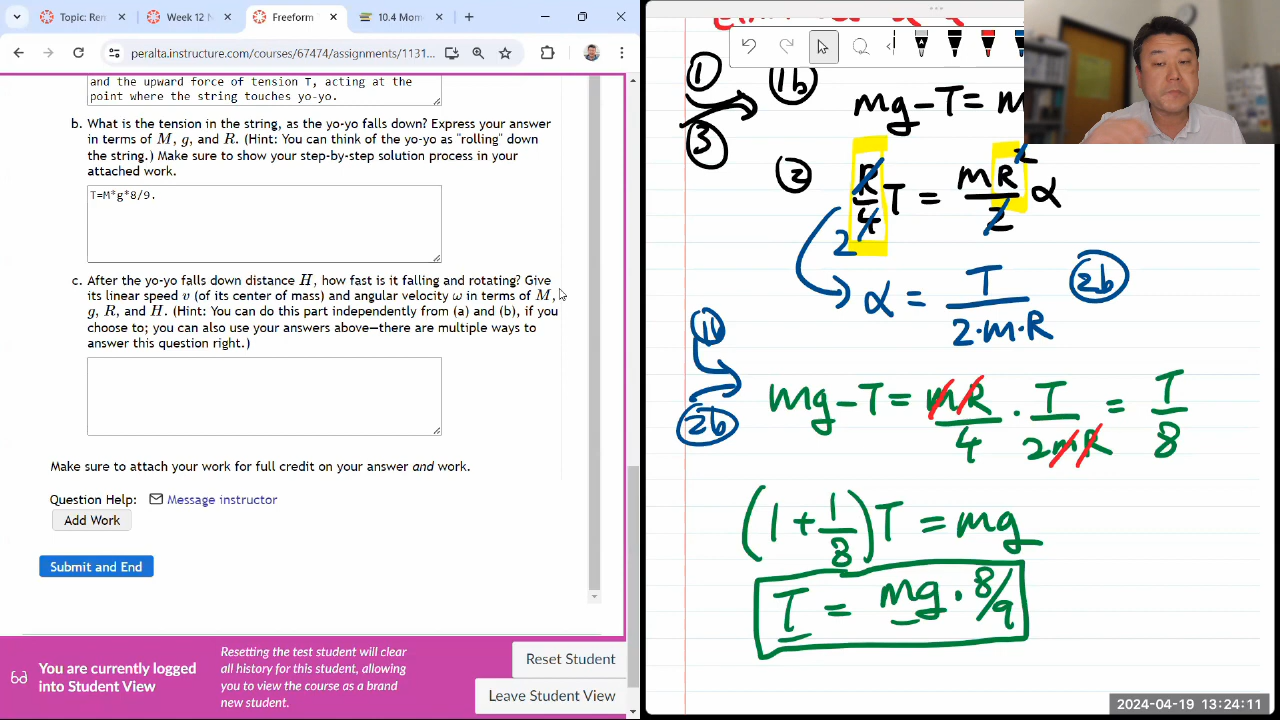 Topic: Rem
Week 12
Freeform
10.4 Mom
peralta.instructure.com/courses/67747/assignments/1131
and the upward force of tension T, acting at the
point where the string touches yo-yo.
b. What is the tension in the string, as the yo-yo falls down? Express your answer
in terms of M, g, and R. (Hint: You can think of the yo-yo as "rolling" down
the string.) Make sure to show your step-by-step solution process in your
attached work.
T=M*g*8/9.
c. After the yo-yo falls down distance H, how fast is it falling and rotating? Give
its linear speed v (of its center of mass) and angular velocity ω in terms of M,
g, R, and H. (Hint: You can do this part independently from (a) and (b), if you
choose to; you can also use your answers above—there are multiple ways to
answer this question right.)
Make sure to attach your work for full credit on your answer and work.
Question Help: Message instructor
Add Work
Submit and End
You are currently logged
into Student View
Resetting the test student will clear
all history for this student, allowing
you to view the course as a brand
new student.
Reset Student
Leave Student View
① 1b mg-T= m
③
② R/4 T = mR²/2 α
2
α = T/(2·m·R) 2b
1b
2b
mg-T= mR/4 · T/2mR = T/8
(1+1/8)T = mg
T = mg · 8/9
2024-04-19 13:24:11